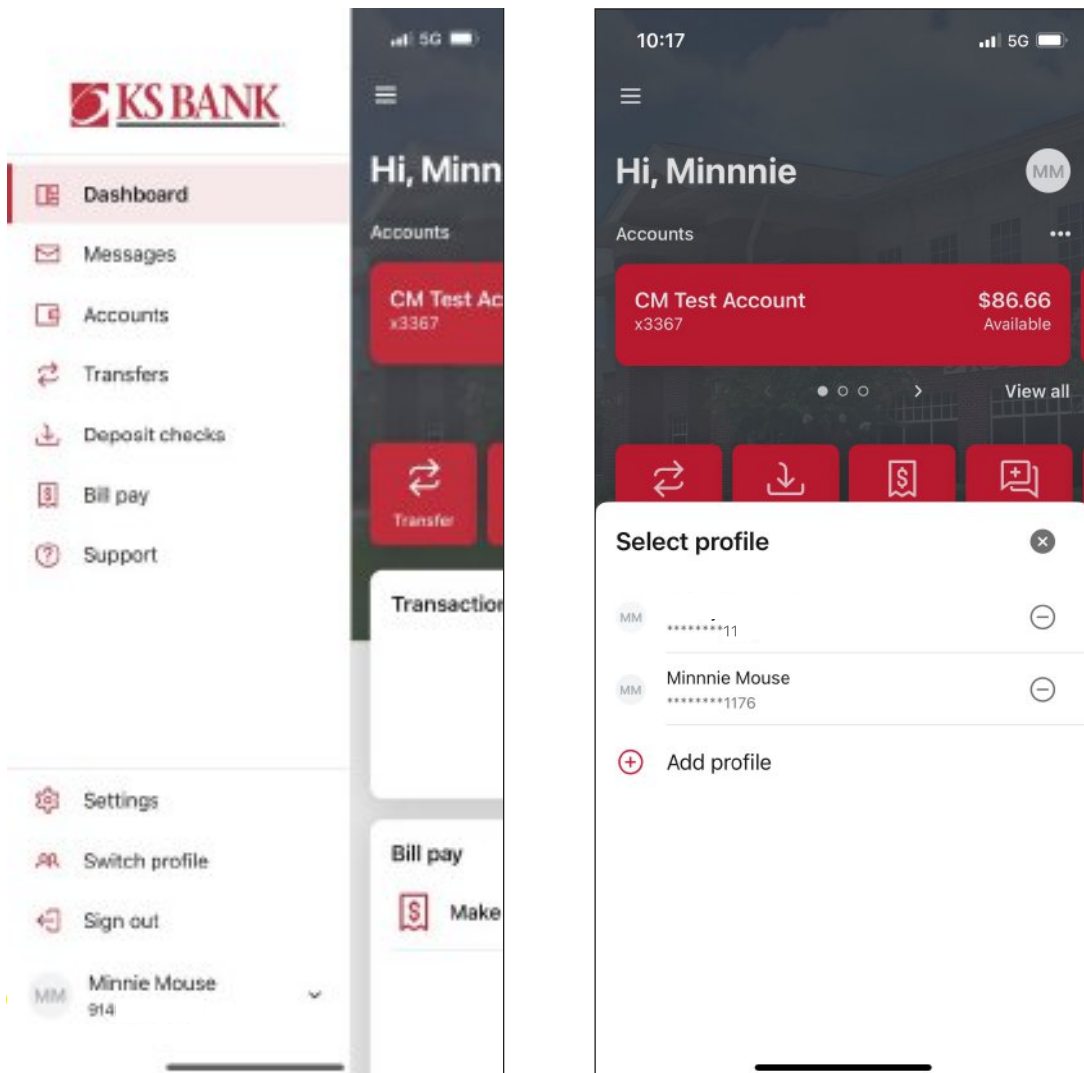 KS BANK
Dashboard
Messages
Accounts
Transfers
Deposit checks
Bill pay
Support
Settings
Switch profile
Sign out
MM
Minnie Mouse
914
5G
Hi, Minn
Accounts
CM Test Ac
x3367
Transfer
Transaction
Bill pay
Make
10:17
5G
Hi, Minnnie
MM
Accounts
CM Test Account $86.66
x3367 Available
View all
Select profile
MM
********11
MM
Minnnie Mouse
********1176
Add profile